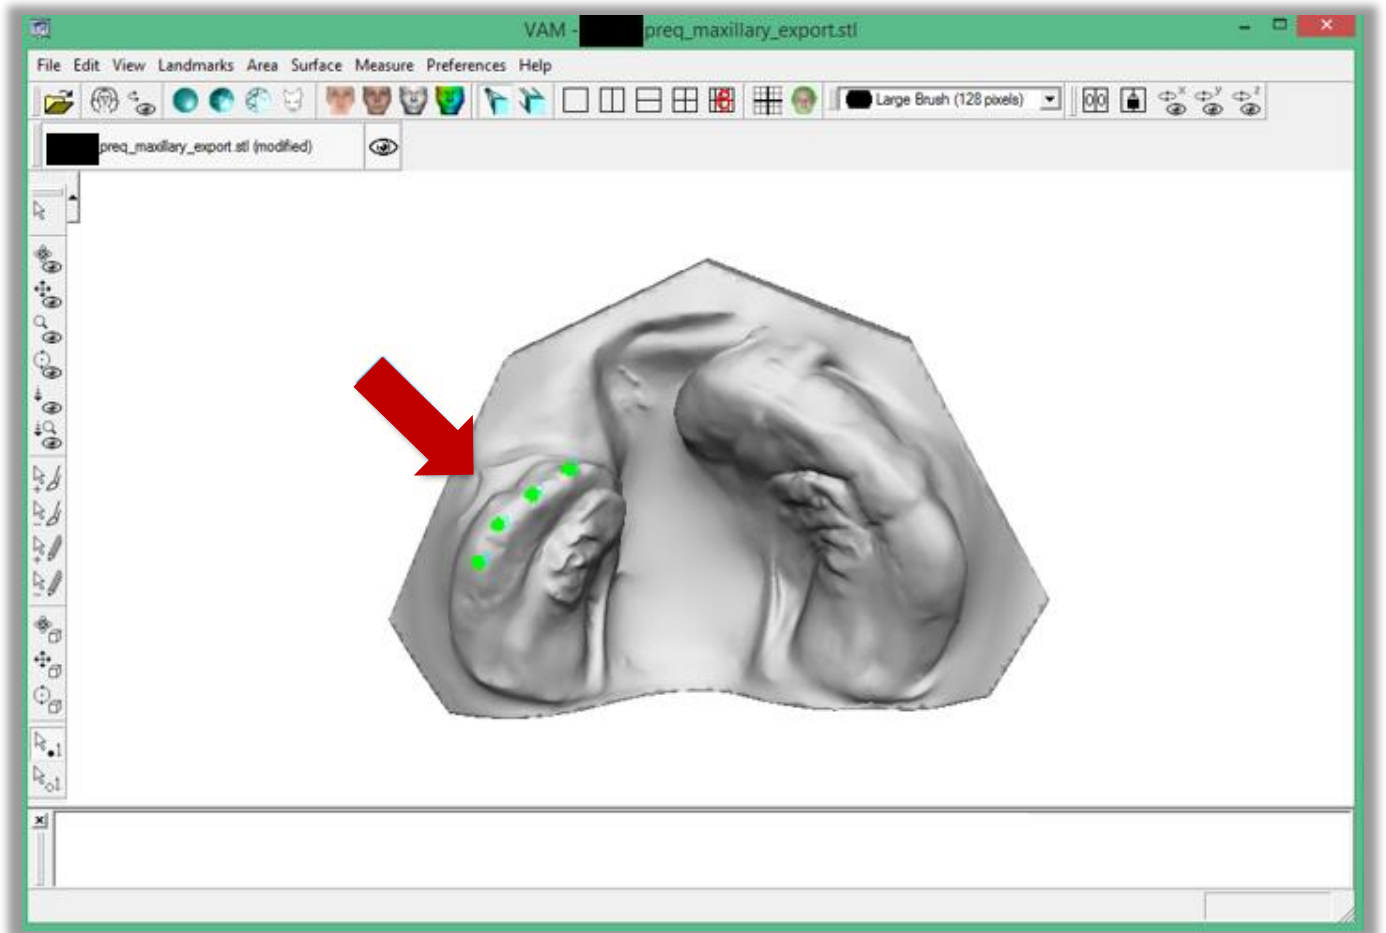 VAM - preq_maxillary_export.stl
File Edit View Landmarks Area Surface Measure Preferences Help
Large Brush (128 pixels)
preq_maxillary_export.stl (modified)